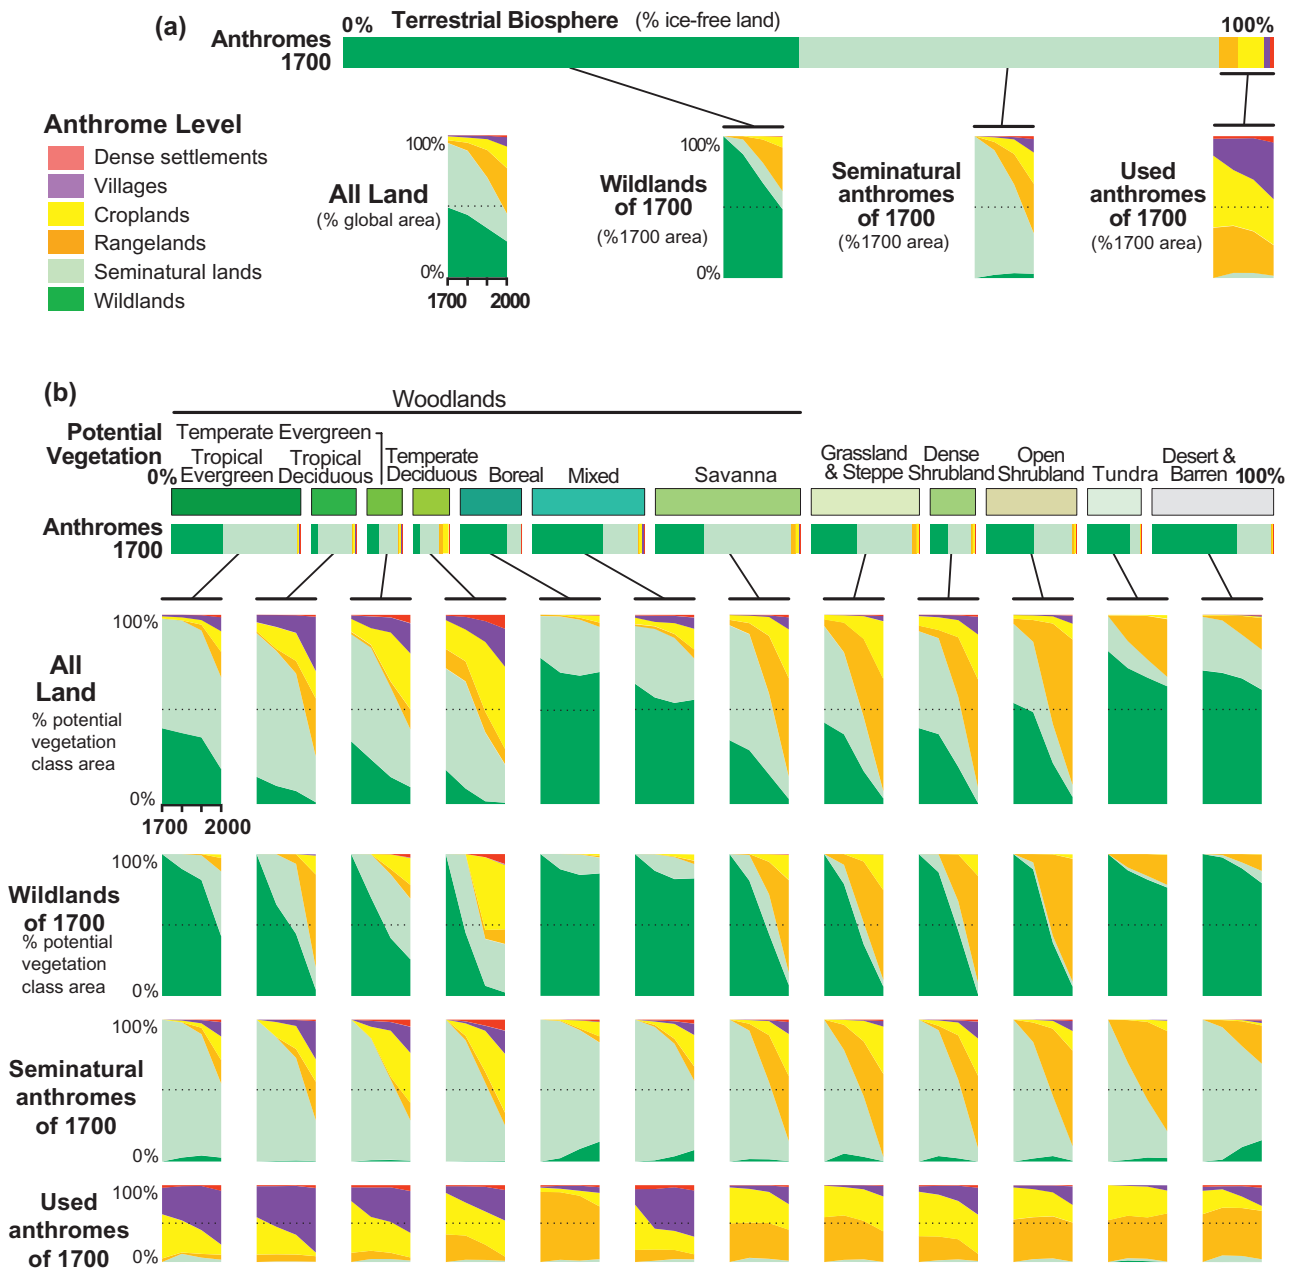 (a)
0%
Terrestrial Biosphere (% ice-free land)
100%
Anthromes
1700
Anthrome Level
Dense settlements
Villages
Croplands
Rangelands
Seminatural lands
Wildlands
100%
All Land
(% global area)
0%
1700 2000
100%
Wildlands
of 1700
(%1700 area)
0%
Seminatural
anthromes
of 1700
(%1700 area)
Used
anthromes
of 1700
(%1700 area)
(b)
Woodlands
Potential
Vegetation
0%
Temperate Evergreen
Tropical
Evergreen
Tropical
Deciduous
Temperate
Deciduous
Boreal
Mixed
Savanna
Grassland
& Steppe
Dense
Shrubland
Open
Shrubland
Tundra
Desert &
Barren
100%
Anthromes
1700
100%
All
Land
% potential
vegetation
class area
0%
1700 2000
100%
Wildlands
of 1700
% potential
vegetation
class area
0%
100%
Seminatural
anthromes
of 1700
0%
100%
Used
anthromes
of 1700
0%